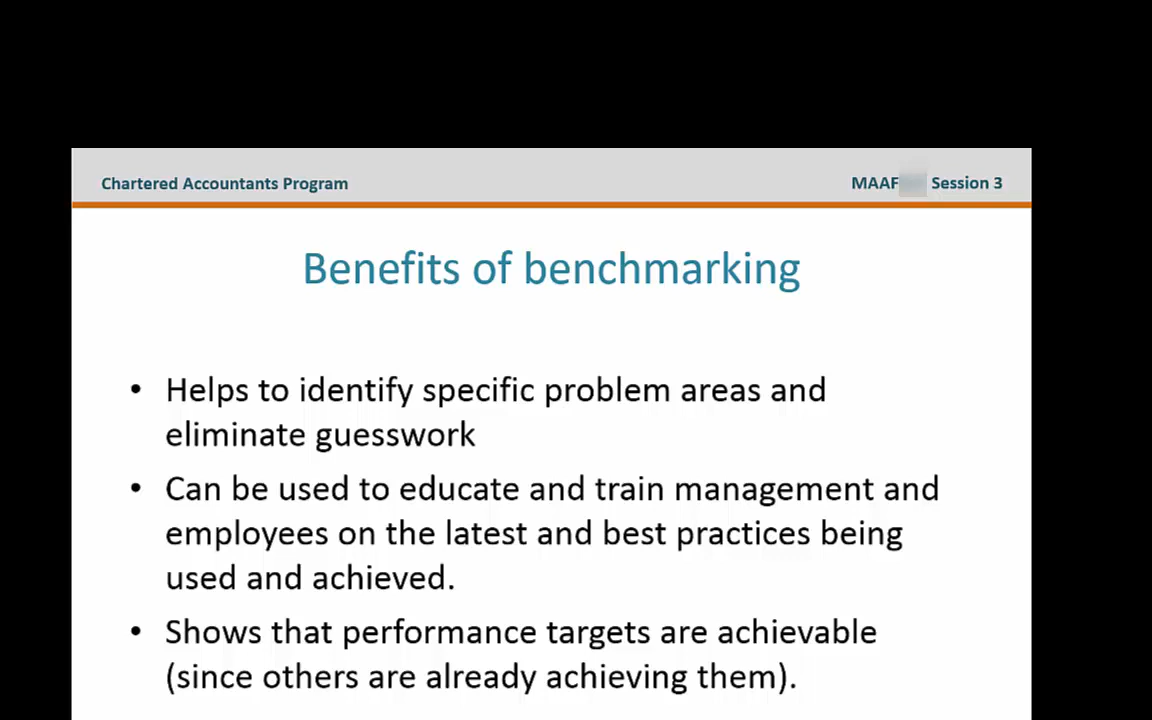 Chartered Accountants Program
MAAF Session 3
Benefits of benchmarking
• Helps to identify specific problem areas and
eliminate guesswork
• Can be used to educate and train management and
employees on the latest and best practices being
used and achieved.
• Shows that performance targets are achievable
(since others are already achieving them).